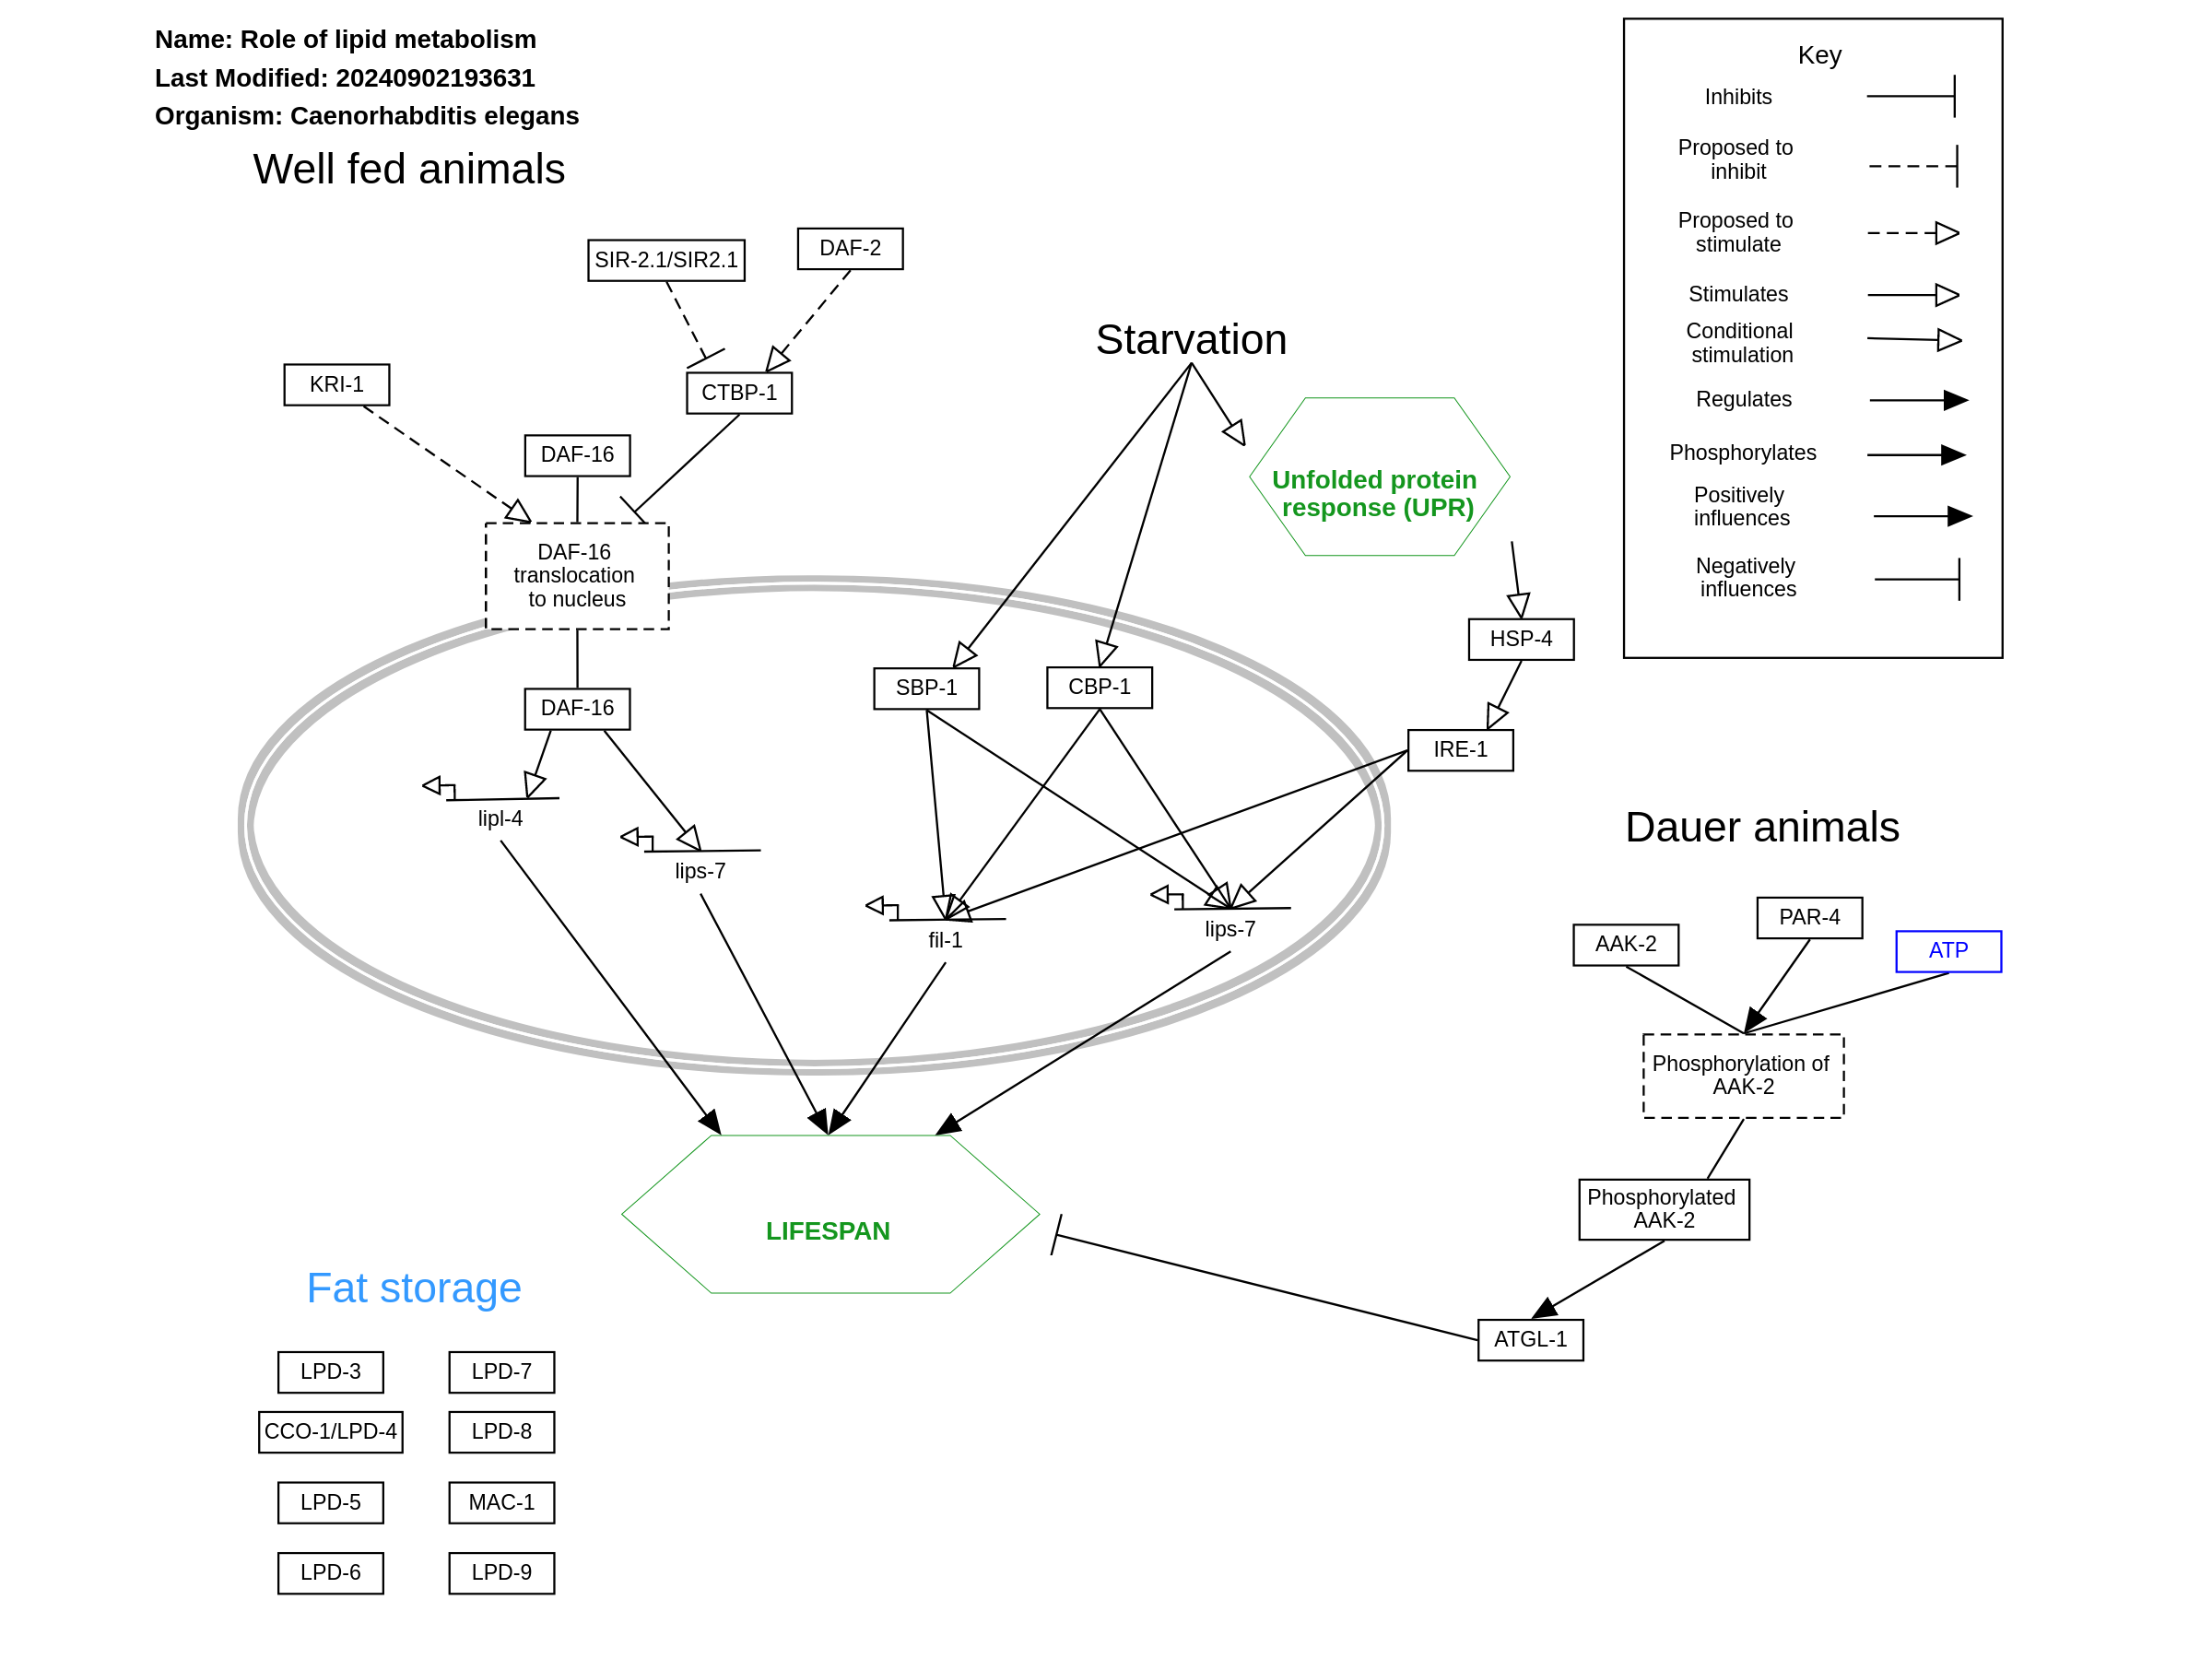 Name: Role of lipid metabolism
Last Modified: 20240902193631
Organism: Caenorhabditis elegans
Well fed animals
SIR-2.1/SIR2.1
DAF-2
KRI-1
CTBP-1
DAF-16
DAF-16
translocation
to nucleus
DAF-16
lipl-4
lips-7
Starvation
Unfolded protein
response (UPR)
SBP-1
CBP-1
HSP-4
IRE-1
fil-1
lips-7
LIFESPAN
Key
Inhibits
Proposed to
inhibit
Proposed to
stimulate
Stimulates
Conditional
stimulation
Regulates
Phosphorylates
Positively
influences
Negatively
influences
Dauer animals
AAK-2
PAR-4
ATP
Phosphorylation of
AAK-2
Phosphorylated
AAK-2
ATGL-1
Fat storage
LPD-3
LPD-7
CCO-1/LPD-4
LPD-8
LPD-5
MAC-1
LPD-6
LPD-9